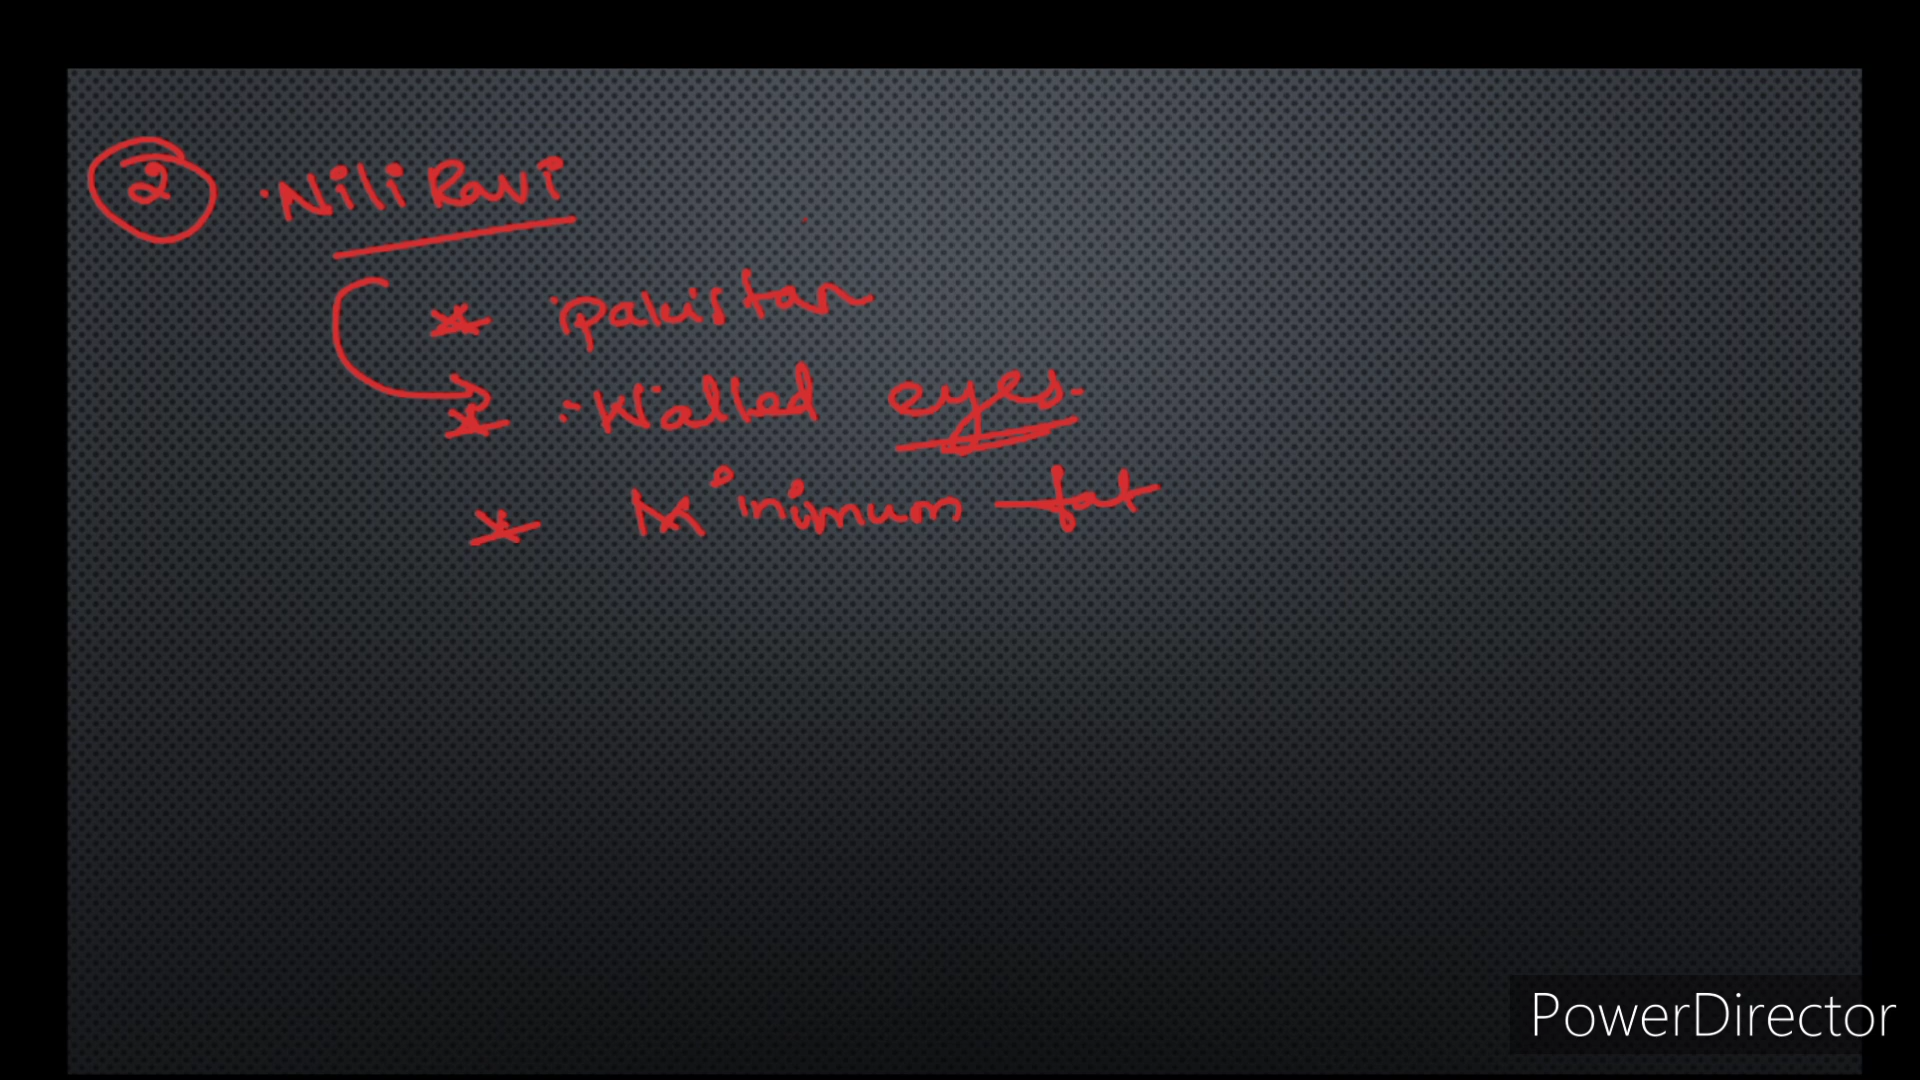 2 Nili Ravi
* pakistan
* Walled eyes.
* Minimum fat
PowerDirector